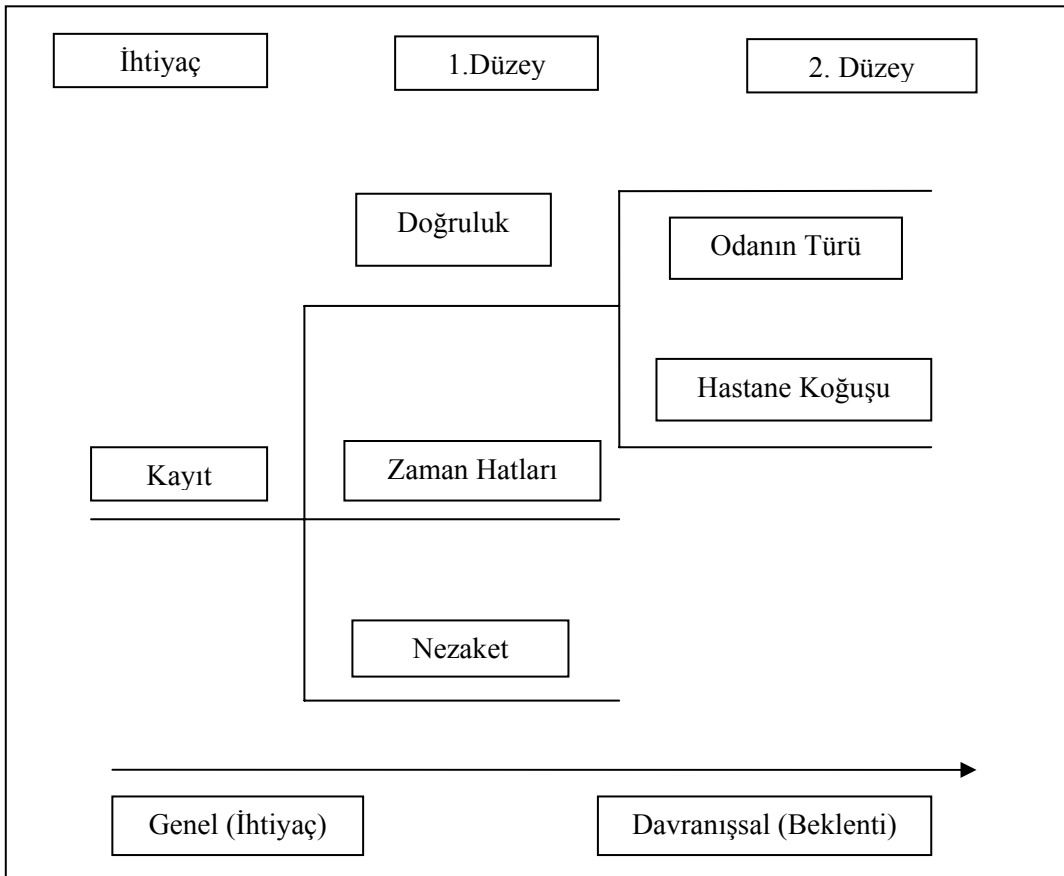 İhtiyaç
1.Düzey
2. Düzey
Doğruluk
Odanın Türü
Hastane Koğuşu
Kayıt
Zaman Hatları
Nezaket
Genel (İhtiyaç)
Davranışsal (Beklenti)